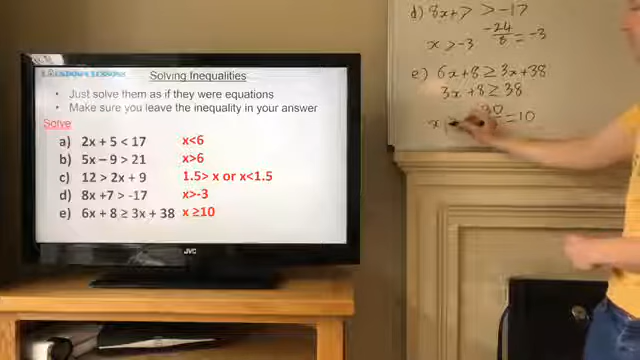 Solving Inequalities
• Just solve them as if they were equations
• Make sure you leave the inequality in your answer
Solve
a) 2x + 5 < 17 x<6
b) 5x – 9 > 21 x>6
c) 12 > 2x + 9 1.5> x or x<1.5
d) 8x +7 > -17 x>-3
e) 6x + 8 ≥ 3x + 38 x ≥10
JVC
d) 8x+7 > -17
x > -3 -24/8 = -3
e) 6x+8 ≥ 3x+38
3x +8 ≥ 38
= 10
x